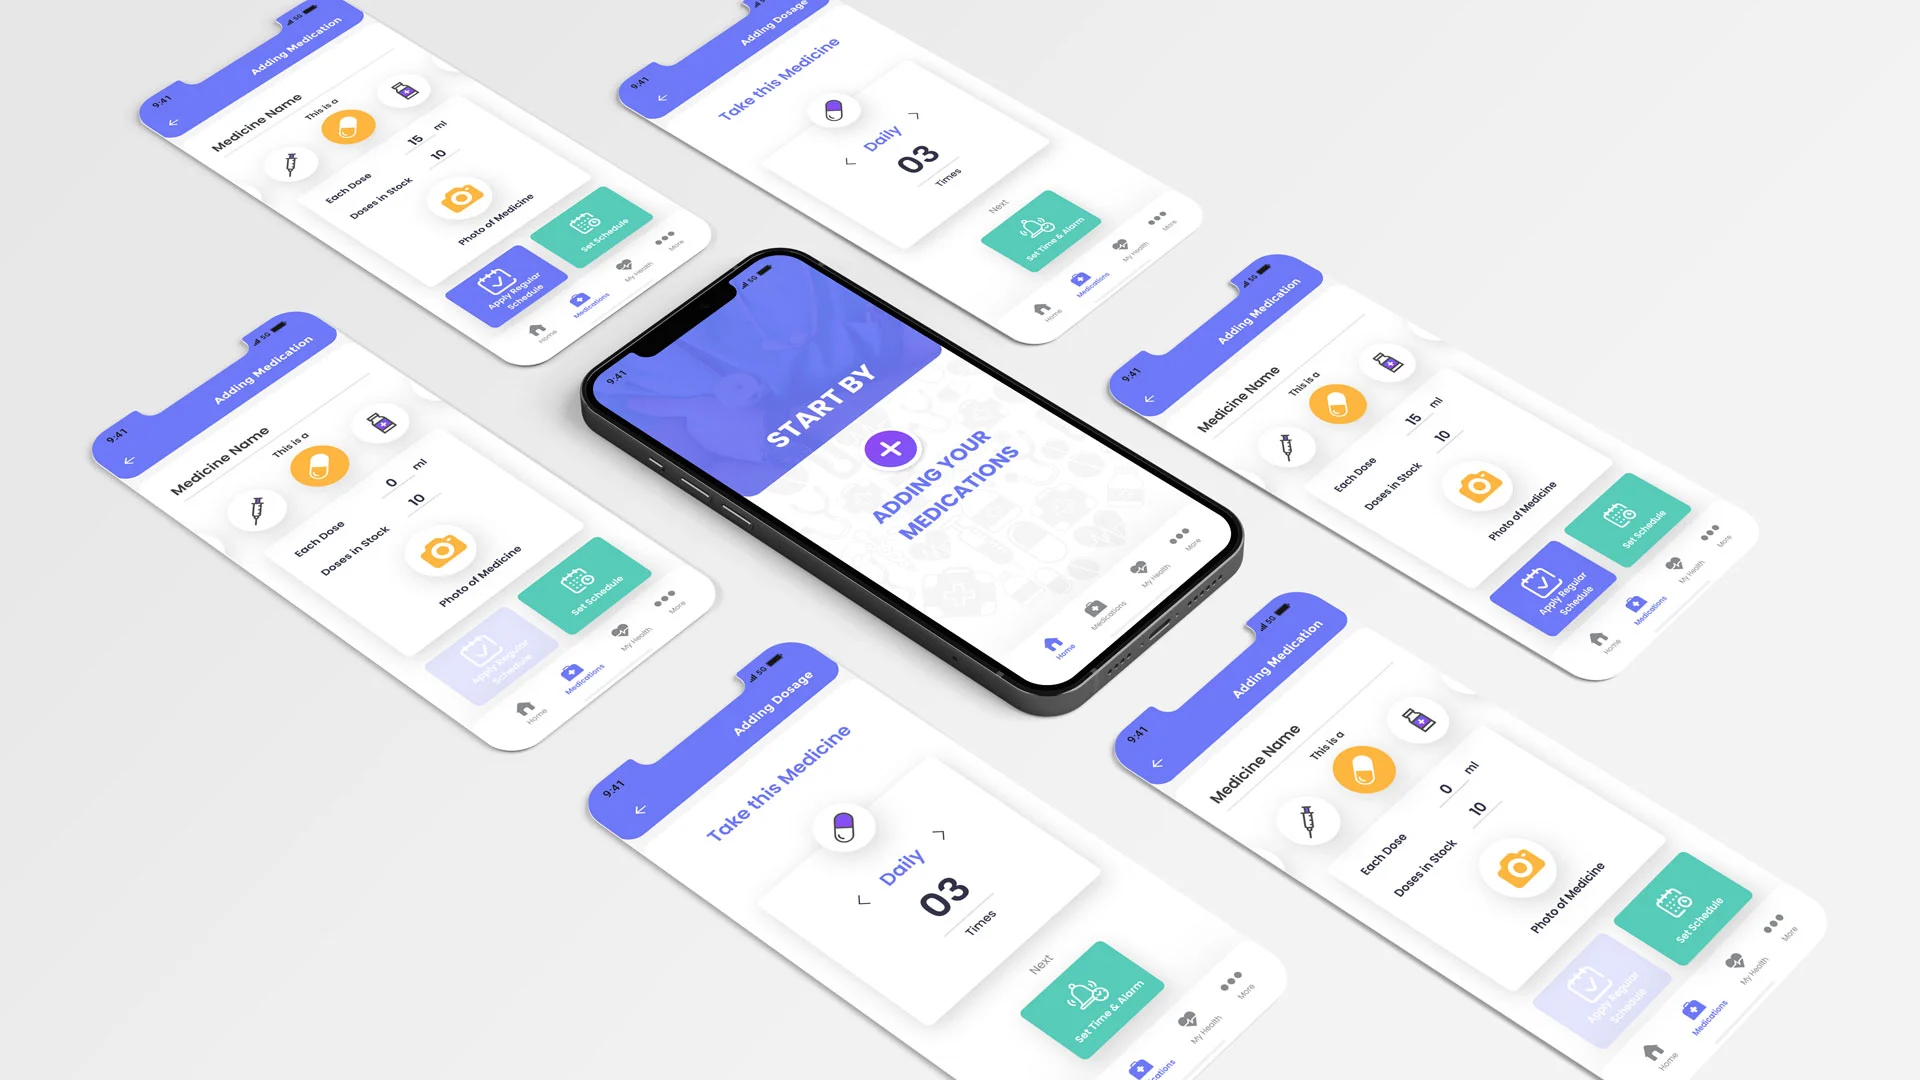 5G
Adding Medication
9:41
Medicine Name
This is a
Each Dose
15
ml
Doses in Stock
10
Photo of Medicine
Apply Regular
Schedule
Set Schedule
Home
Medications
My Health
More
5G
Adding Dosage
9:41
Take this Medicine
Daily
03
Times
Next
Set Time & Alarm
Home
Medications
My Health
More
5G
Adding Medication
9:41
Medicine Name
This is a
Each Dose
0
ml
Doses in Stock
10
Photo of Medicine
Apply Regular
Schedule
Set Schedule
Home
Medications
My Health
More
5G
9:41
START BY
ADDING YOUR
MEDICATIONS
Home
Medications
My Health
More
5G
Adding Medication
9:41
Medicine Name
This is a
Each Dose
15
ml
Doses in Stock
10
Photo of Medicine
Apply Regular
Schedule
Set Schedule
Home
Medications
My Health
More
5G
Adding Dosage
9:41
Take this Medicine
Daily
03
Times
Next
Set Time & Alarm
ications
My Health
More
5G
Adding Medication
9:41
Medicine Name
This is a
Each Dose
0
ml
Doses in Stock
10
Photo of Medicine
Apply Regular
Schedule
Set Schedule
Home
Medications
My Health
More